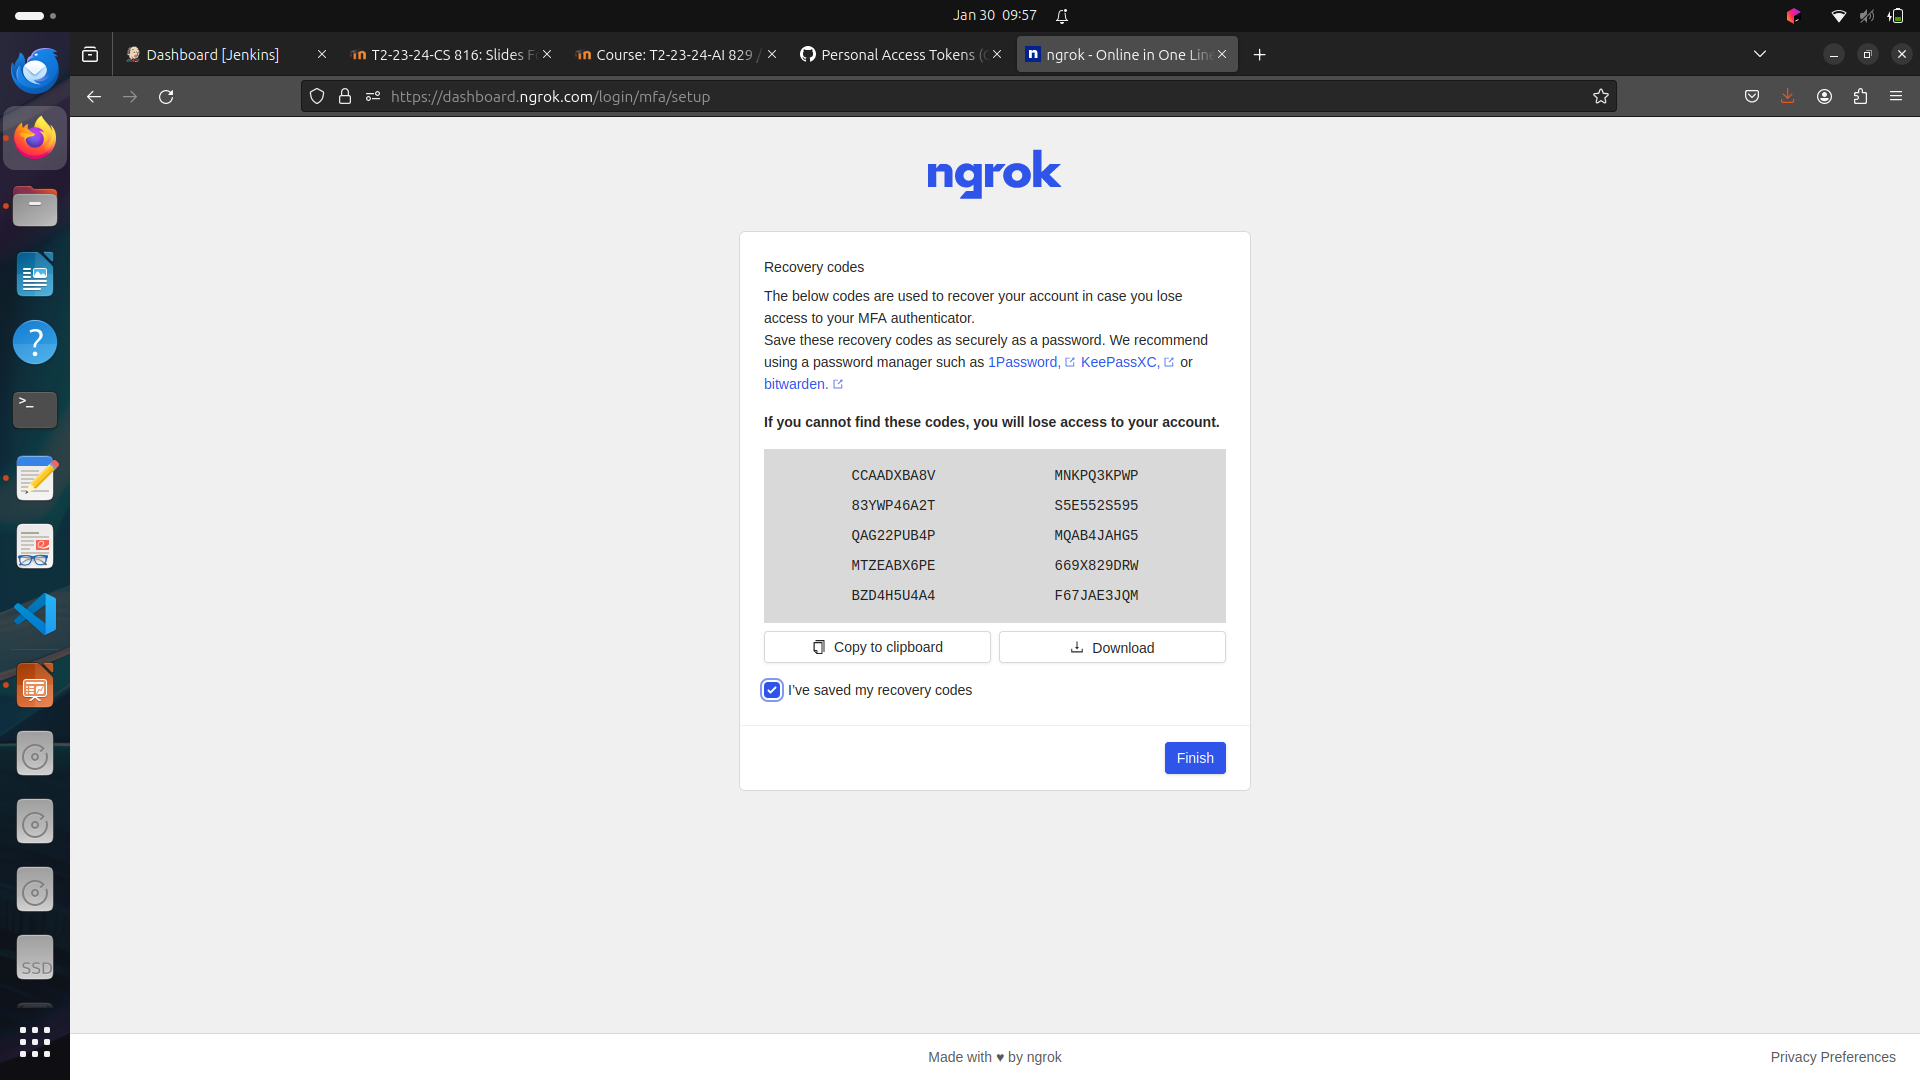 Jan 30 09:57
Dashboard [Jenkins]
T2-23-24-CS 816: Slides F
Course: T2-23-24-AI 829 /
Personal Access Tokens (
ngrok - Online in One Line
https://dashboard.ngrok.com/login/mfa/setup
ngrok
Recovery codes
The below codes are used to recover your account in case you lose
access to your MFA authenticator.
Save these recovery codes as securely as a password. We recommend
using a password manager such as 1Password, KeePassXC, or
bitwarden.
If you cannot find these codes, you will lose access to your account.
CCAADXBA8V MNKPQ3KPWP
83YWP46A2T S5E552S595
QAG22PUB4P MQAB4JAHG5
MTZEABX6PE 669X829DRW
BZD4H5U4A4 F67JAE3JQM
Copy to clipboard Download
I've saved my recovery codes
Finish
SSD
Made with ♥ by ngrok
Privacy Preferences